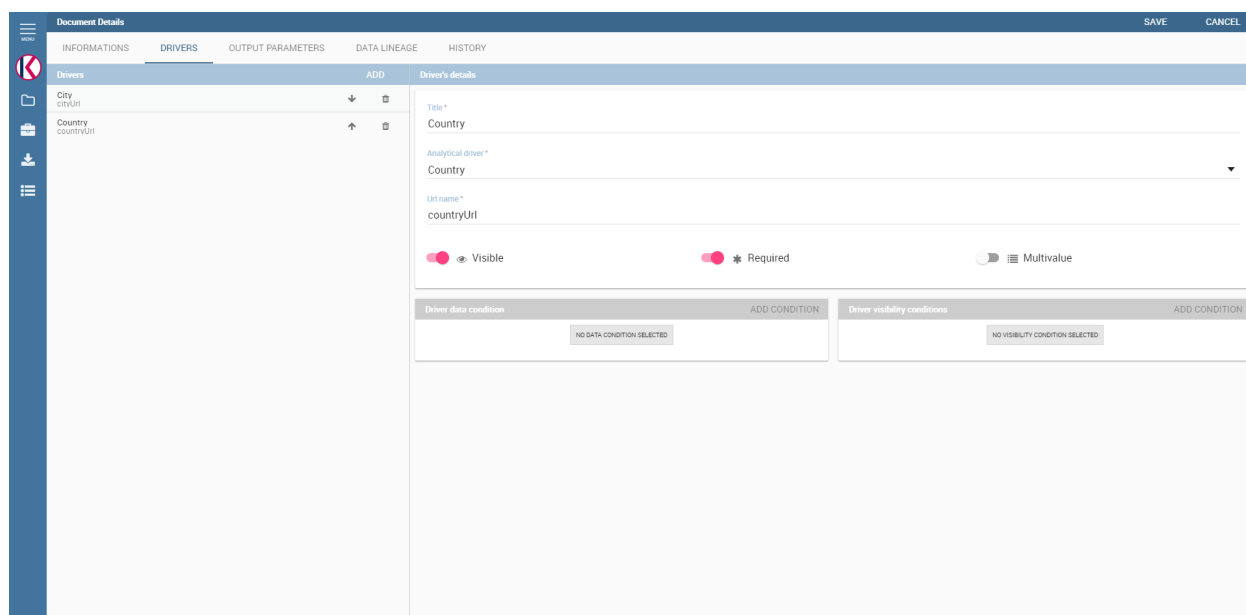 Document Details
SAVE
CANCEL
MENU
INFORMATIONS
DRIVERS
OUTPUT PARAMETERS
DATA LINEAGE
HISTORY
Drivers
ADD
City
cityUrl
Country
countryUrl
Driver's details
Title *
Country
Analytical driver *
Country
Url name *
countryUrl
Visible
Required
Multivalue
Driver data condition
ADD CONDITION
NO DATA CONDITION SELECTED
Driver visibility conditions
ADD CONDITION
NO VISIBILITY CONDITION SELECTED